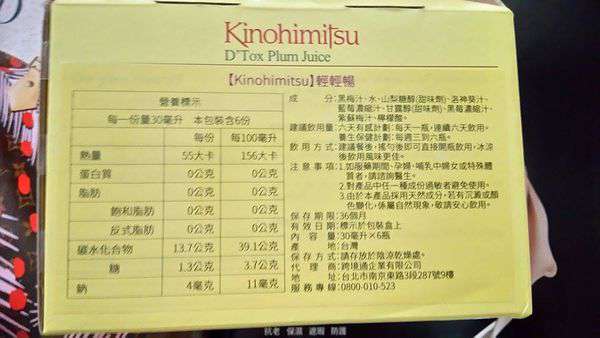 Kinohimitsu
D'Tox Plum Juice
【Kinohimitsu】輕輕暢
營養標示
每一份量30毫升 本包裝含6份
每份 每100毫升
熱量 55大卡 156大卡
蛋白質 0公克 0公克
脂肪 0公克 0公克
飽和脂肪 0公克 0公克
反式脂肪 0公克 0公克
碳水化合物 13.7公克 39.1公克
糖 1.3公克 3.7公克
鈉 4毫克 11毫克
成 分:黑梅汁、水、山梨糖醇(甜味劑)、洛神葵汁、
藍莓濃縮汁、甘露醇(甜味劑)、黑莓濃縮汁、
紫蘇梅汁、檸檬酸。
建議飲用量:六天有感計劃:每天一瓶,連續六天飲用。
養生保健計劃:每週三到六瓶。
飲用方式:建議餐後,搖勻後即可直接開瓶飲用,冰涼
後飲用風味更佳。
注意事項:1.如服藥期間、孕婦、哺乳中婦女或特殊體
質者,請諮詢醫生。
2.對產品中任一種成份過敏者避免使用。
3.由於本產品採用天然成分,若有沉澱或顏
色變化,係屬自然現象,敬請安心飲用。
保存期限:36個月
有效日期:標示於包裝盒上
內 容 量:30毫升×6瓶
產 地:台灣
保存方式:請存放於陰涼乾燥處。
代 理 商:跨境通企業有限公司
地 址:台北市南京東路3段287號9樓
服務專線:0800-010-523
抗老 保濕 遮瑕 防護